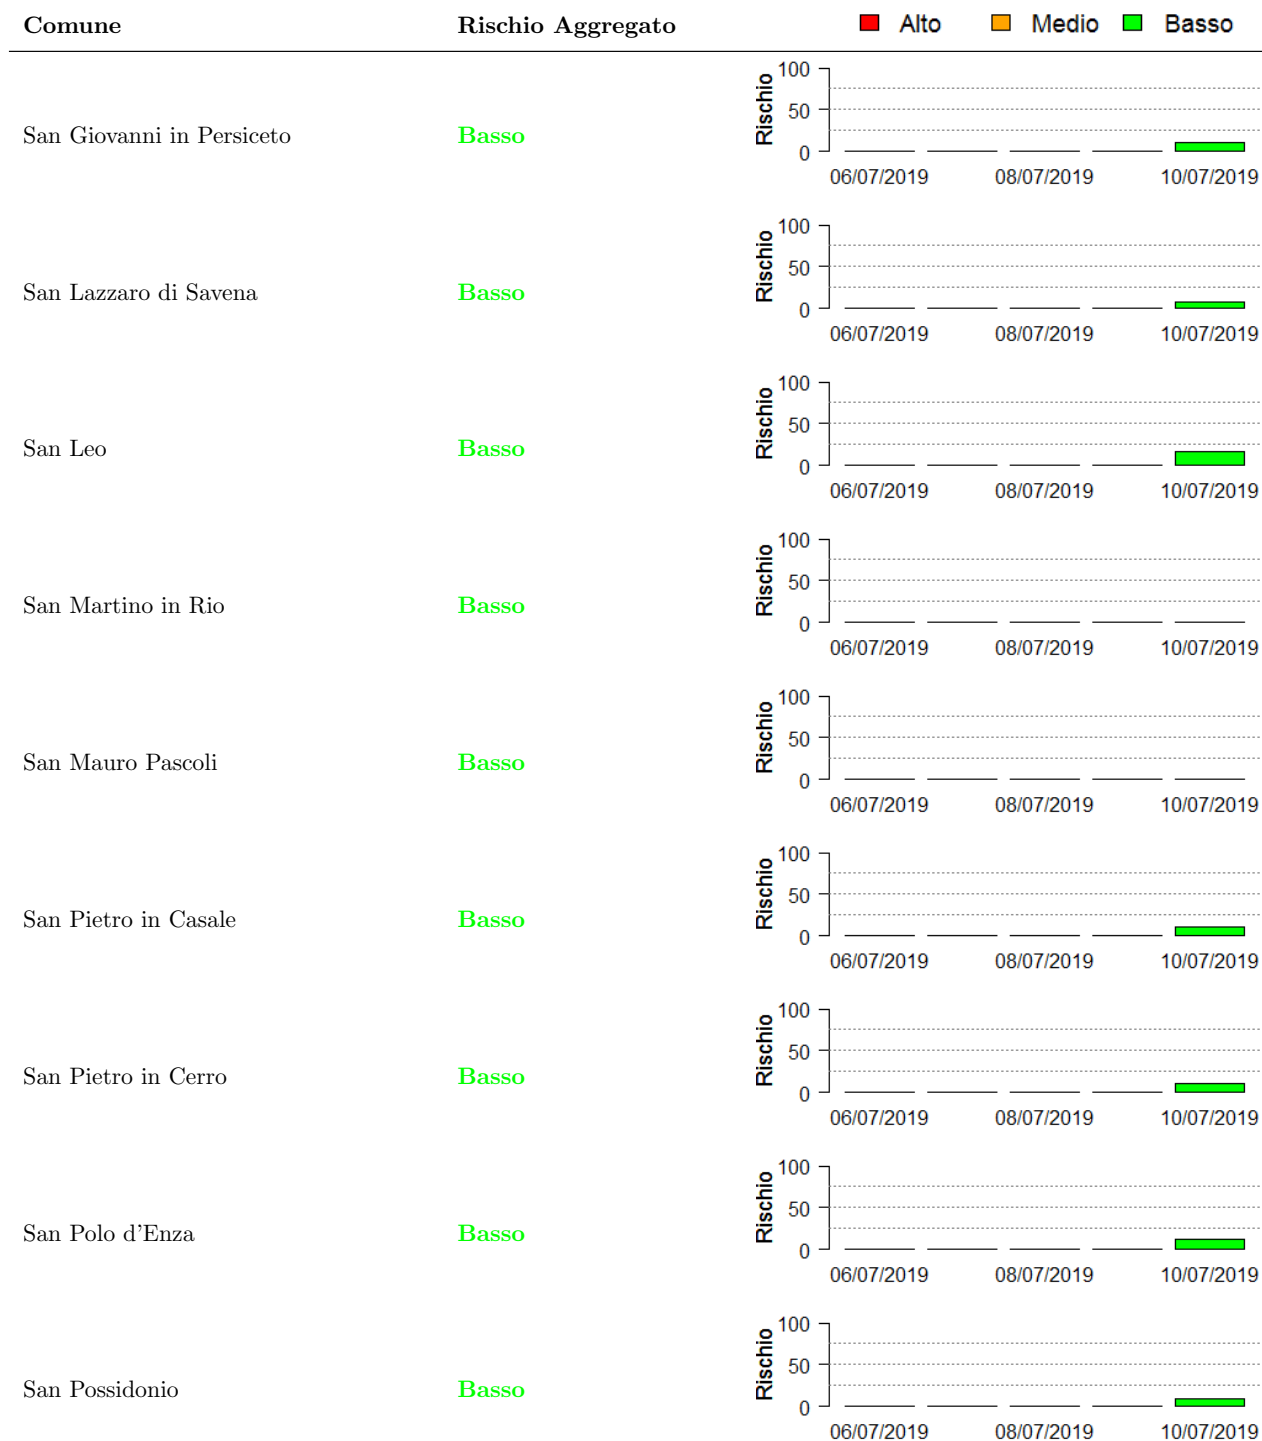 Comune Rischio Aggregato Alto Medio Basso
San Giovanni in Persiceto Basso
Rischio
100
50
0
06/07/2019 08/07/2019 10/07/2019
San Lazzaro di Savena Basso
Rischio
100
50
0
06/07/2019 08/07/2019 10/07/2019
San Leo Basso
Rischio
100
50
0
06/07/2019 08/07/2019 10/07/2019
San Martino in Rio Basso
Rischio
100
50
0
06/07/2019 08/07/2019 10/07/2019
San Mauro Pascoli Basso
Rischio
100
50
0
06/07/2019 08/07/2019 10/07/2019
San Pietro in Casale Basso
Rischio
100
50
0
06/07/2019 08/07/2019 10/07/2019
San Pietro in Cerro Basso
Rischio
100
50
0
06/07/2019 08/07/2019 10/07/2019
San Polo d'Enza Basso
Rischio
100
50
0
06/07/2019 08/07/2019 10/07/2019
San Possidonio Basso
Rischio
100
50
0
06/07/2019 08/07/2019 10/07/2019